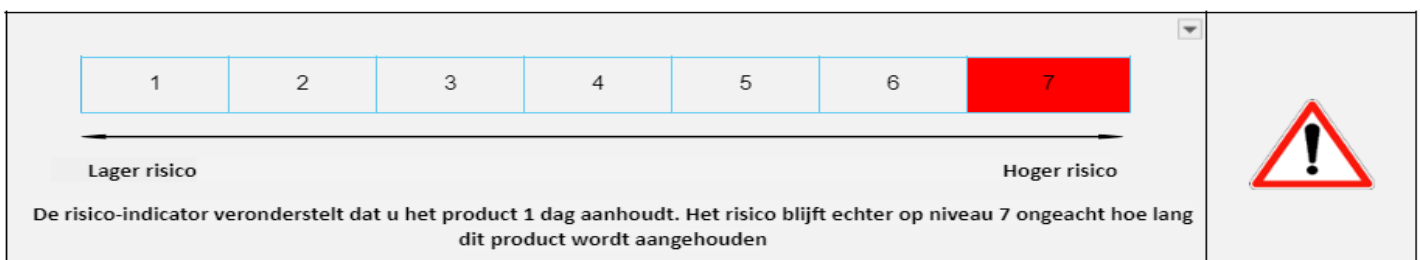 1 2 3 4 5 6 7
Lager risico Hoger risico
De risico-indicator veronderstelt dat u het product 1 dag aanhoudt. Het risico blijft echter op niveau 7 ongeacht hoe lang
dit product wordt aangehouden